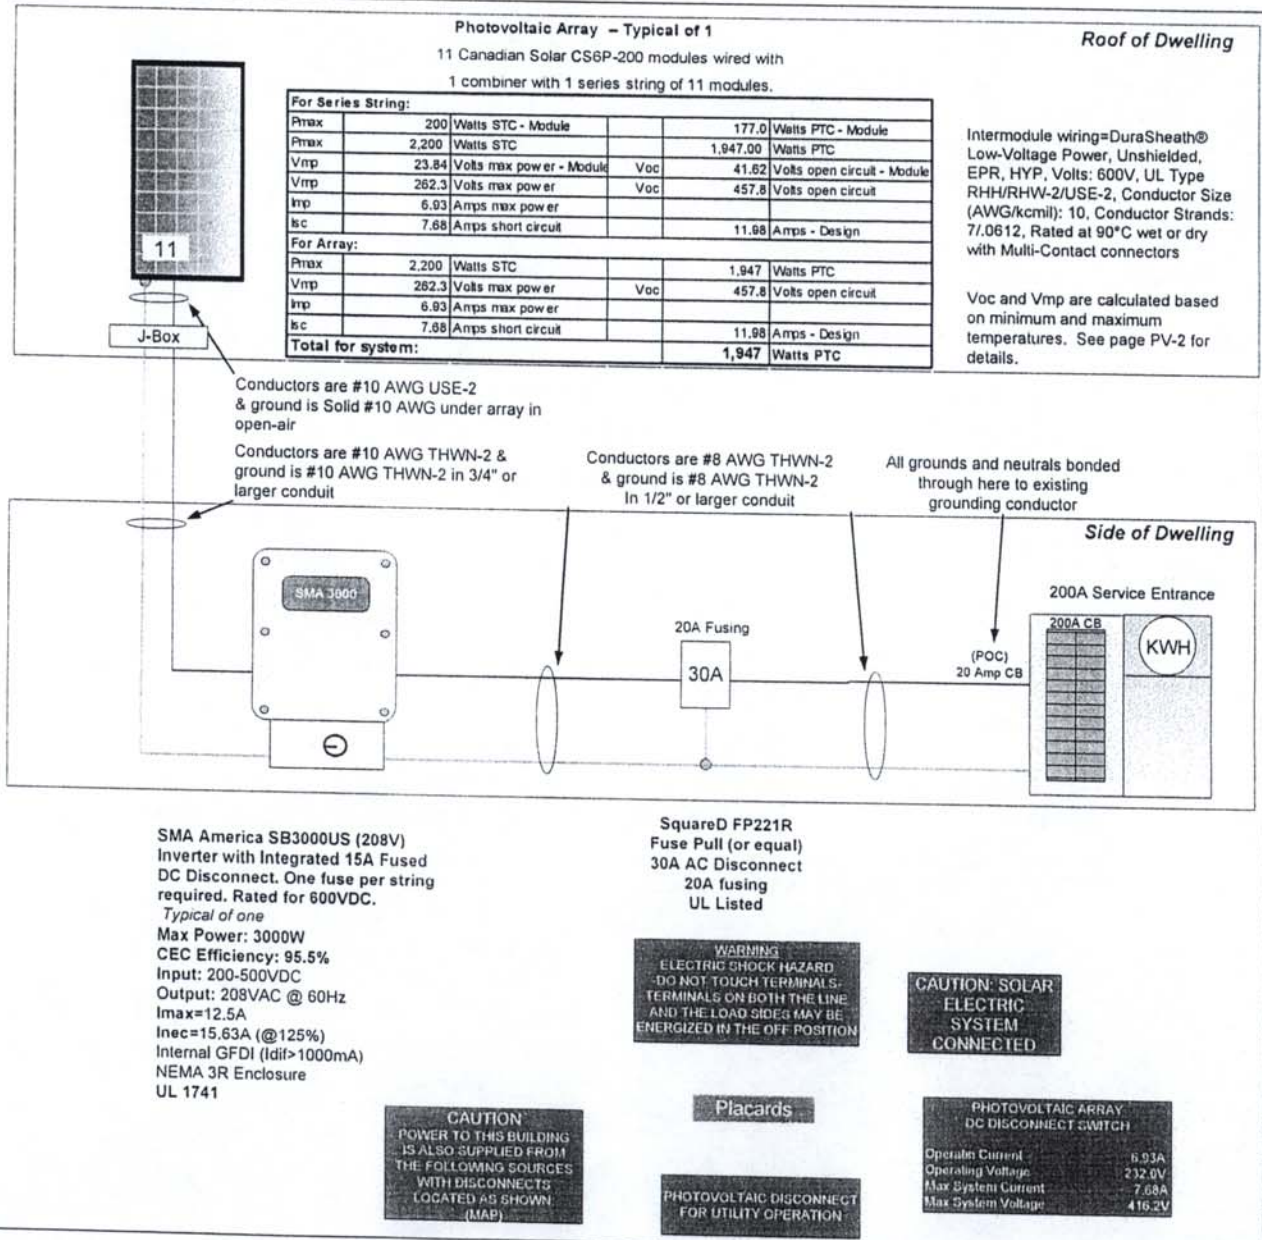 Photovoltaic Array – Typical of 1
Roof of Dwelling
11 Canadian Solar CS6P-200 modules wired with
1 combiner with 1 series string of 11 modules.
For Series String:
Pmax 200 Watts STC - Module 177.0 Watts PTC - Module
Pmax 2,200 Watts STC 1,947.00 Watts PTC
Vmp 23.84 Volts max power - Module Voc 41.62 Volts open circuit - Module
Vmp 262.3 Volts max power Voc 457.8 Volts open circuit
Imp 6.93 Amps max power
Isc 7.68 Amps short circuit 11.98 Amps - Design
For Array:
Pmax 2,200 Watts STC 1,947 Watts PTC
Vmp 262.3 Volts max power Voc 457.8 Volts open circuit
Imp 6.93 Amps max power
Isc 7.68 Amps short circuit 11.98 Amps - Design
Total for system: 1,947 Watts PTC
Intermodule wiring=DuraSheath®
Low-Voltage Power, Unshielded,
EPR, HYP, Volts: 600V, UL Type
RHH/RHW-2/USE-2, Conductor Size
(AWG/kcmil): 10, Conductor Strands:
7/.0612, Rated at 90°C wet or dry
with Multi-Contact connectors
Voc and Vmp are calculated based
on minimum and maximum
temperatures. See page PV-2 for
details.
11
J-Box
Conductors are #10 AWG USE-2
& ground is Solid #10 AWG under array in
open-air
Conductors are #10 AWG THWN-2 &
ground is #10 AWG THWN-2 in 3/4" or
larger conduit
Conductors are #8 AWG THWN-2
& ground is #8 AWG THWN-2
In 1/2" or larger conduit
All grounds and neutrals bonded
through here to existing
grounding conductor
Side of Dwelling
SMA 3000
20A Fusing
30A
(POC)
20 Amp CB
200A Service Entrance
200A CB
KWH
SMA America SB3000US (208V)
Inverter with Integrated 15A Fused
DC Disconnect. One fuse per string
required. Rated for 600VDC.
Typical of one
Max Power: 3000W
CEC Efficiency: 95.5%
Input: 200-500VDC
Output: 208VAC @ 60Hz
Imax=12.5A
Inec=15.63A (@125%)
Internal GFDI (Idif>1000mA)
NEMA 3R Enclosure
UL 1741
SquareD FP221R
Fuse Pull (or equal)
30A AC Disconnect
20A fusing
UL Listed
WARNING
ELECTRIC SHOCK HAZARD
-DO NOT TOUCH TERMINALS-
TERMINALS ON BOTH THE LINE
AND THE LOAD SIDES MAY BE
ENERGIZED IN THE OFF POSITION
CAUTION: SOLAR
ELECTRIC
SYSTEM
CONNECTED
CAUTION
POWER TO THIS BUILDING
IS ALSO SUPPLIED FROM
THE FOLLOWING SOURCES
WITH DISCONNECTS
LOCATED AS SHOWN
(MAP)
Placards
PHOTOVOLTAIC DISCONNECT
FOR UTILITY OPERATION
PHOTOVOLTAIC ARRAY
DC DISCONNECT SWITCH
Operatin Current 6.93A
Operating Voltage 232.0V
Max System Current 7.68A
Max System Voltage 416.2V